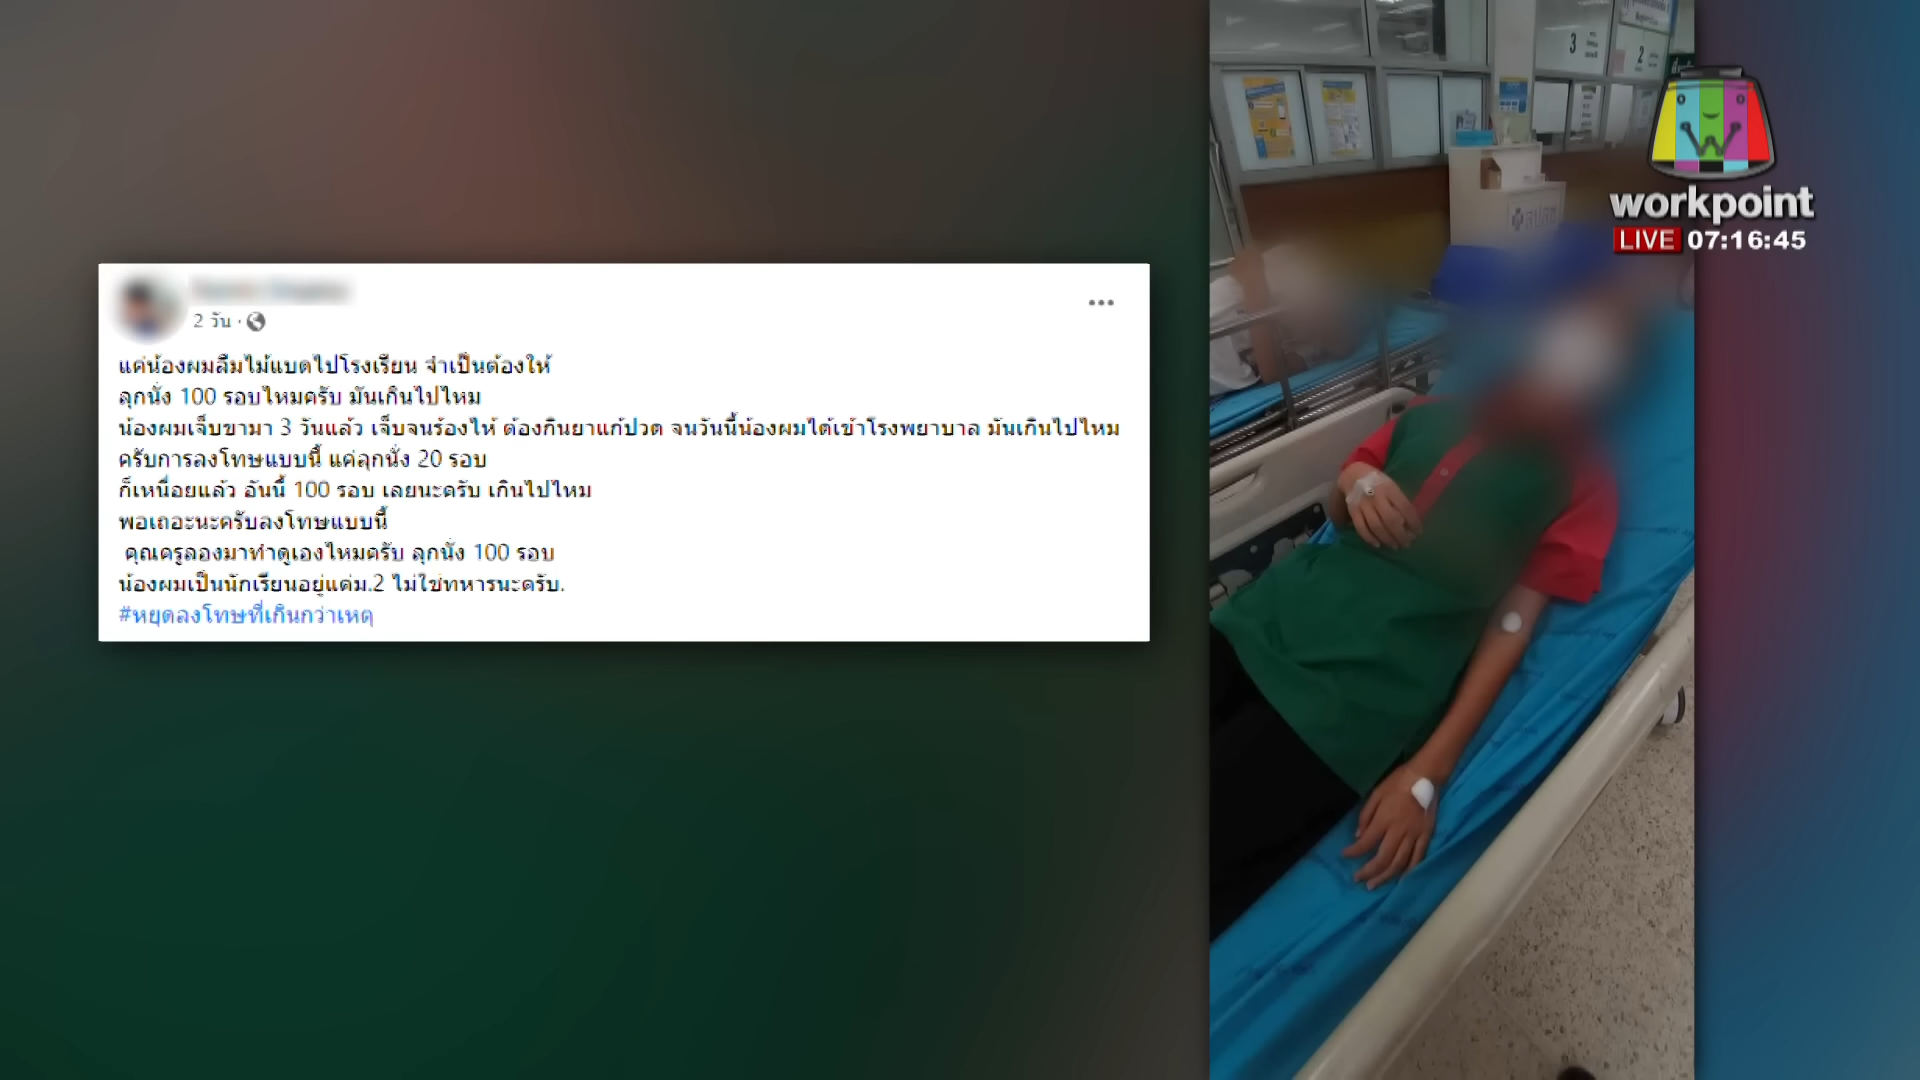 2 วัน
แค่น้องผมลืมไม้แบดไปโรงเรียน จำเป็นต้องให้
ลุกนั่ง 100 รอบไหมครับ มันเกินไปไหม
น้องผมเจ็บขามา 3 วันแล้ว เจ็บจนร้องไห้ ต้องกินยาแก้ปวด จนวันนี้น้องผมได้เข้าโรงพยาบาล มันเกินไปไหม
ครับการลงโทษแบบนี้ แค่ลุกนั่ง 20 รอบ
ก็เหนื่อยแล้ว อันนี้ 100 รอบ เลยนะครับ เกินไปไหม
พอเถอะนะครับลงโทษแบบนี้
คุณครูลองมาทำดูเองไหมครับ ลุกนั่ง 100 รอบ
น้องผมเป็นนักเรียนอยู่แค่ม.2 ไม่ใช่ทหารนะครับ.
#หยุดลงโทษที่เกินกว่าเหตุ
3
2
workpoint
LIVE 07:16:45